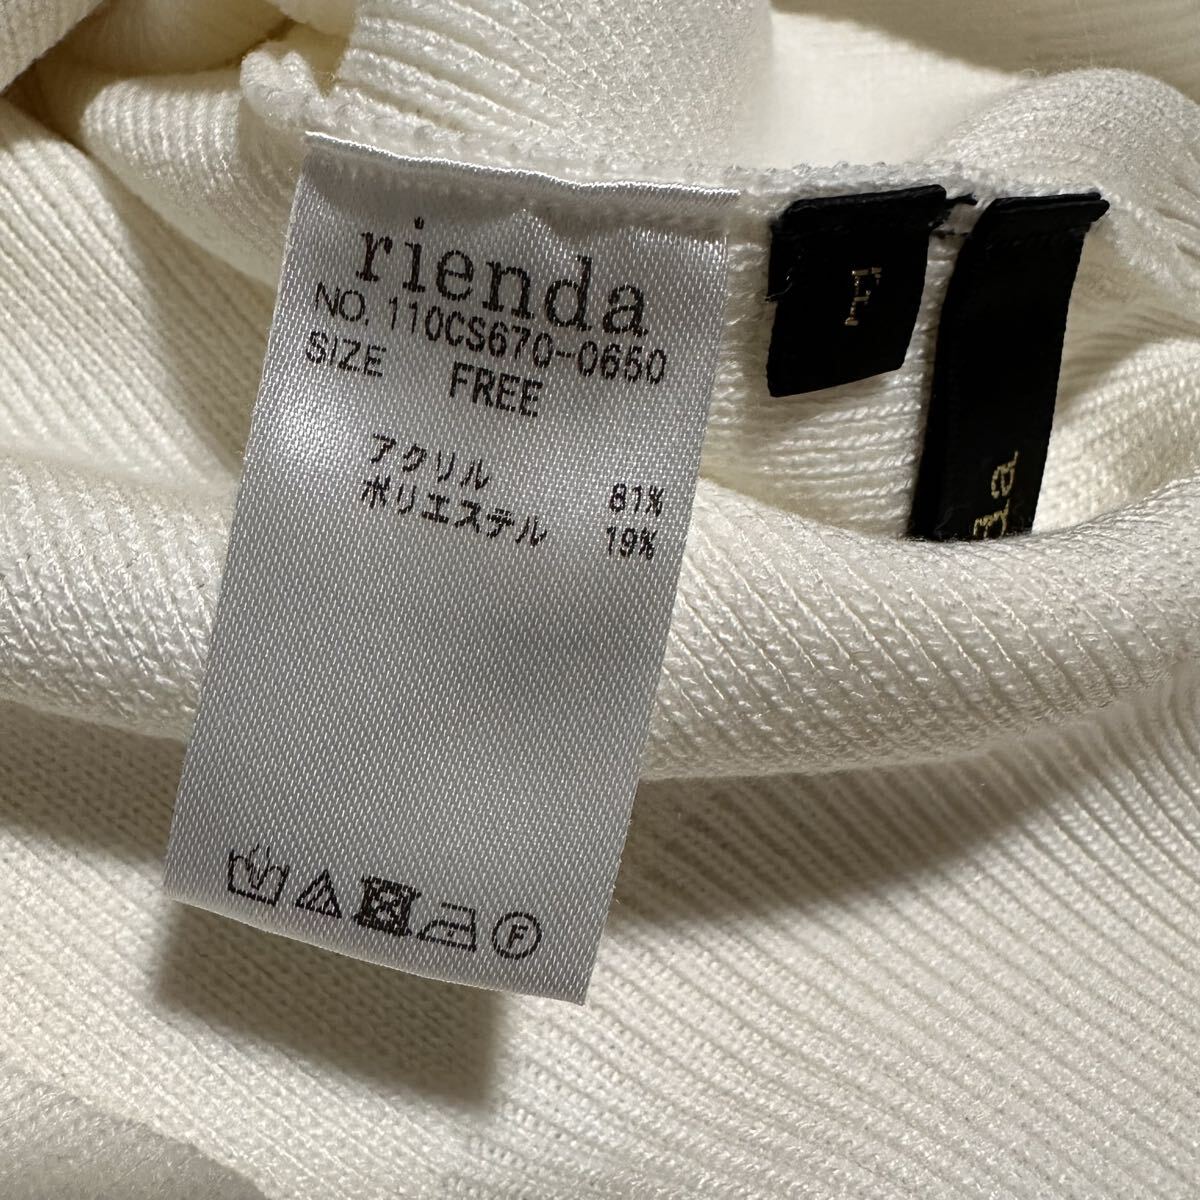 rienda
NO. 110CS670-0650
SIZE FREE
アクリル 81%
ポリエステル 19%
F
F